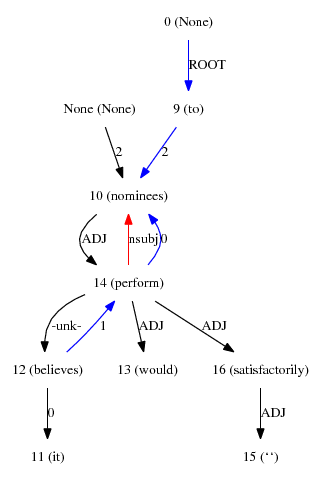 0 (None)
ROOT
None (None) 9 (to)
2 2
10 (nominees)
ADJ nsubj 0
14 (perform)
-unk- 1 ADJ ADJ
12 (believes) 13 (would) 16 (satisfactorily)
0 ADJ
11 (it) 15 (``)